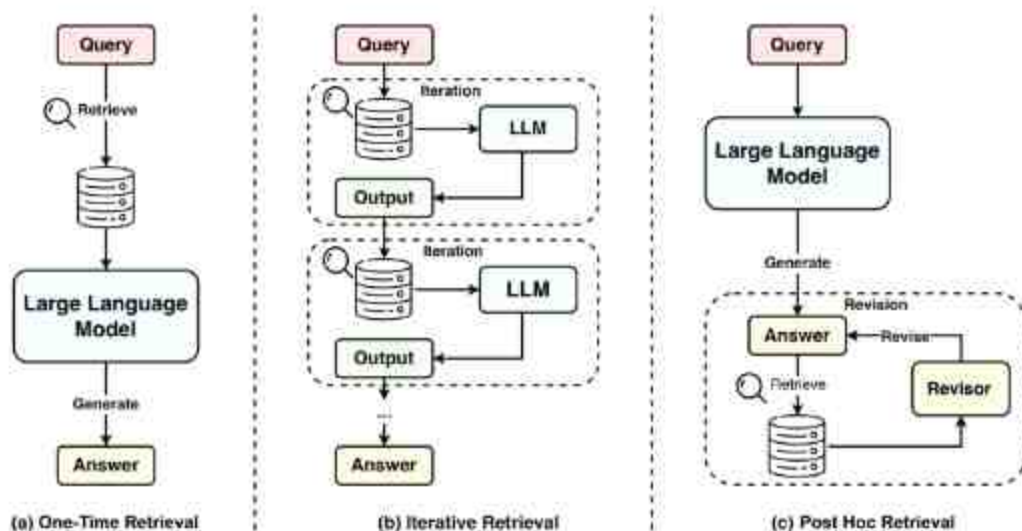 Query
Retrieve
Large Language
Model
Generate
Answer
(a) One-Time Retrieval
Query
Iteration
LLM
Output
Iteration
LLM
Output
...
Answer
(b) Iterative Retrieval
Query
Large Language
Model
Generate
Revision
Answer
Revise
Retrieve
Revisor
(c) Post Hoc Retrieval